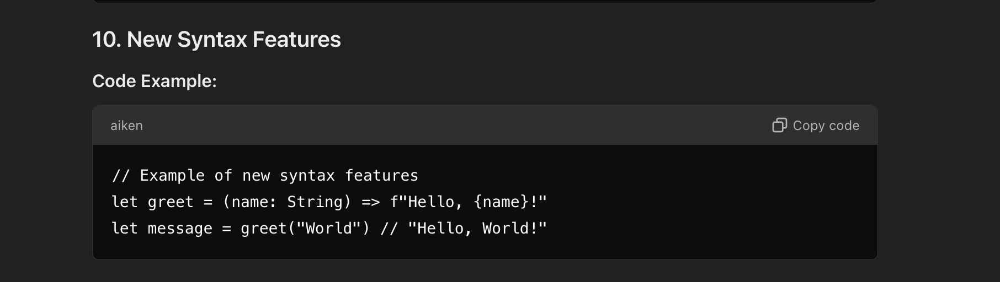 10. New Syntax Features
Code Example:
aiken
Copy code
// Example of new syntax features
let greet = (name: String) => f"Hello, {name}!"
let message = greet("World") // "Hello, World!"